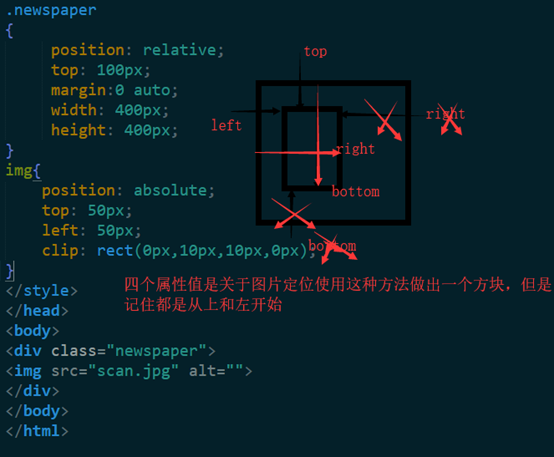 .newspaper
{
position: relative;
top: 100px;
margin:0 auto;
width: 400px;
height: 400px;
}
img{
position: absolute;
top: 50px;
left: 50px;
clip: rect(0px,10px,10px,0px);
}
</style>
</head>
<body>
<div class="newspaper">
<img src="scan.jpg" alt="">
</div>
</body>
</html>
top
left
right
right
bottom
bottom
四个属性值是关于图片定位使用这种方法做出一个方块，但是
记住都是从上和左开始